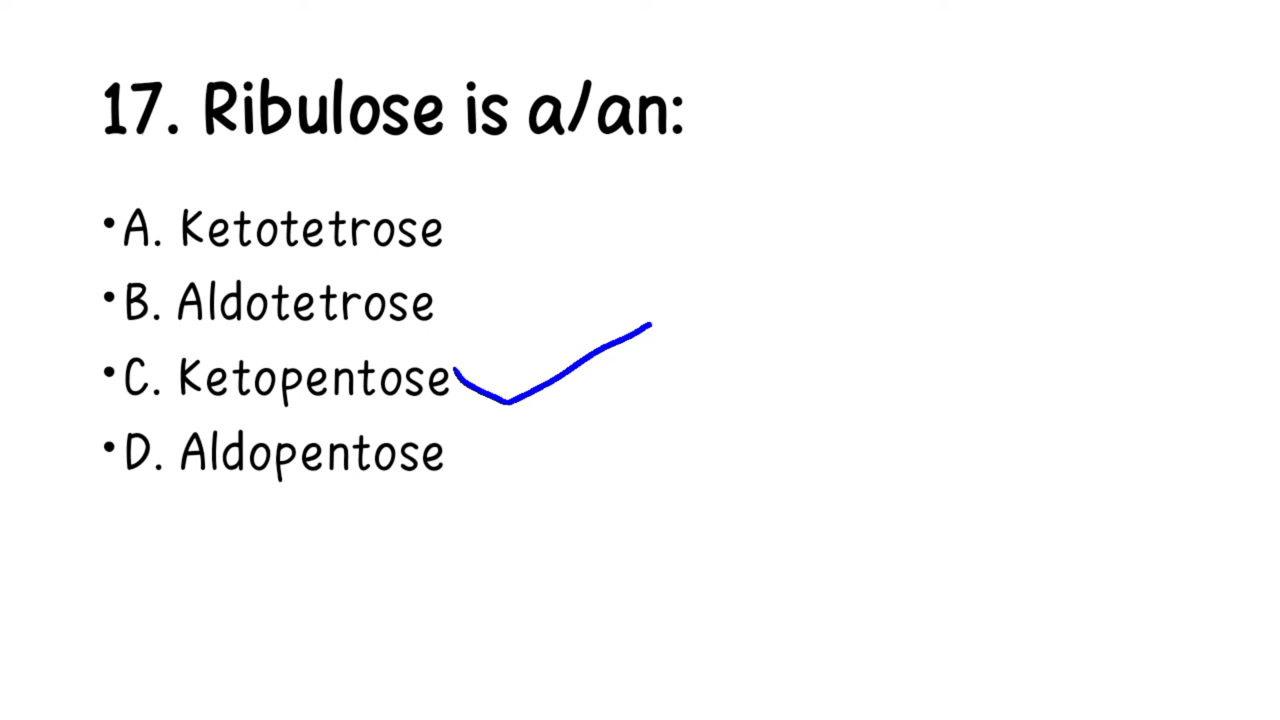 17. Ribulose is a/an:
•A. Ketotetrose
•B. Aldotetrose
•C. Ketopentose
•D. Aldopentose